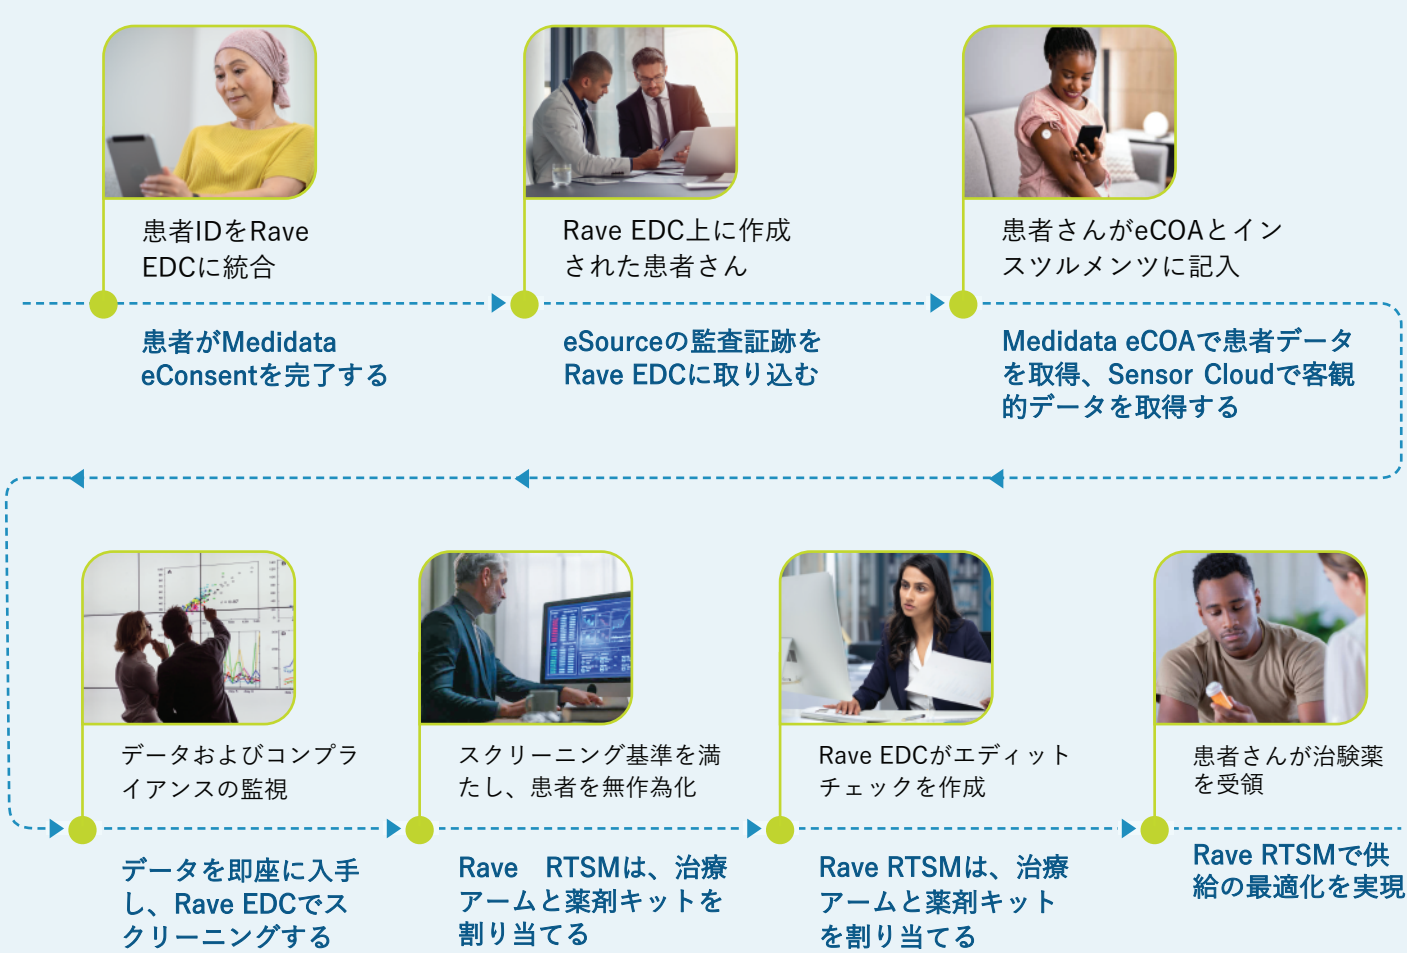 患者IDをRave
EDCに統合
患者がMedidata
eConsentを完了する
Rave EDC上に作成
された患者さん
eSourceの監査証跡を
Rave EDCに取り込む
患者さんがeCOAとイン
スツルメンツに記入
Medidata eCOAで患者データ
を取得、Sensor Cloudで客観
的データを取得する
データおよびコンプラ
イアンスの監視
データを即座に入手
し、Rave EDCでス
クリーニングする
スクリーニング基準を満
たし、患者を無作為化
Rave　RTSMは、治療
アームと薬剤キットを
割り当てる
Rave EDCがエディット
チェックを作成
Rave RTSMは、治療
アームと薬剤キット
を割り当てる
患者さんが治験薬
を受領
Rave RTSMで供
給の最適化を実現